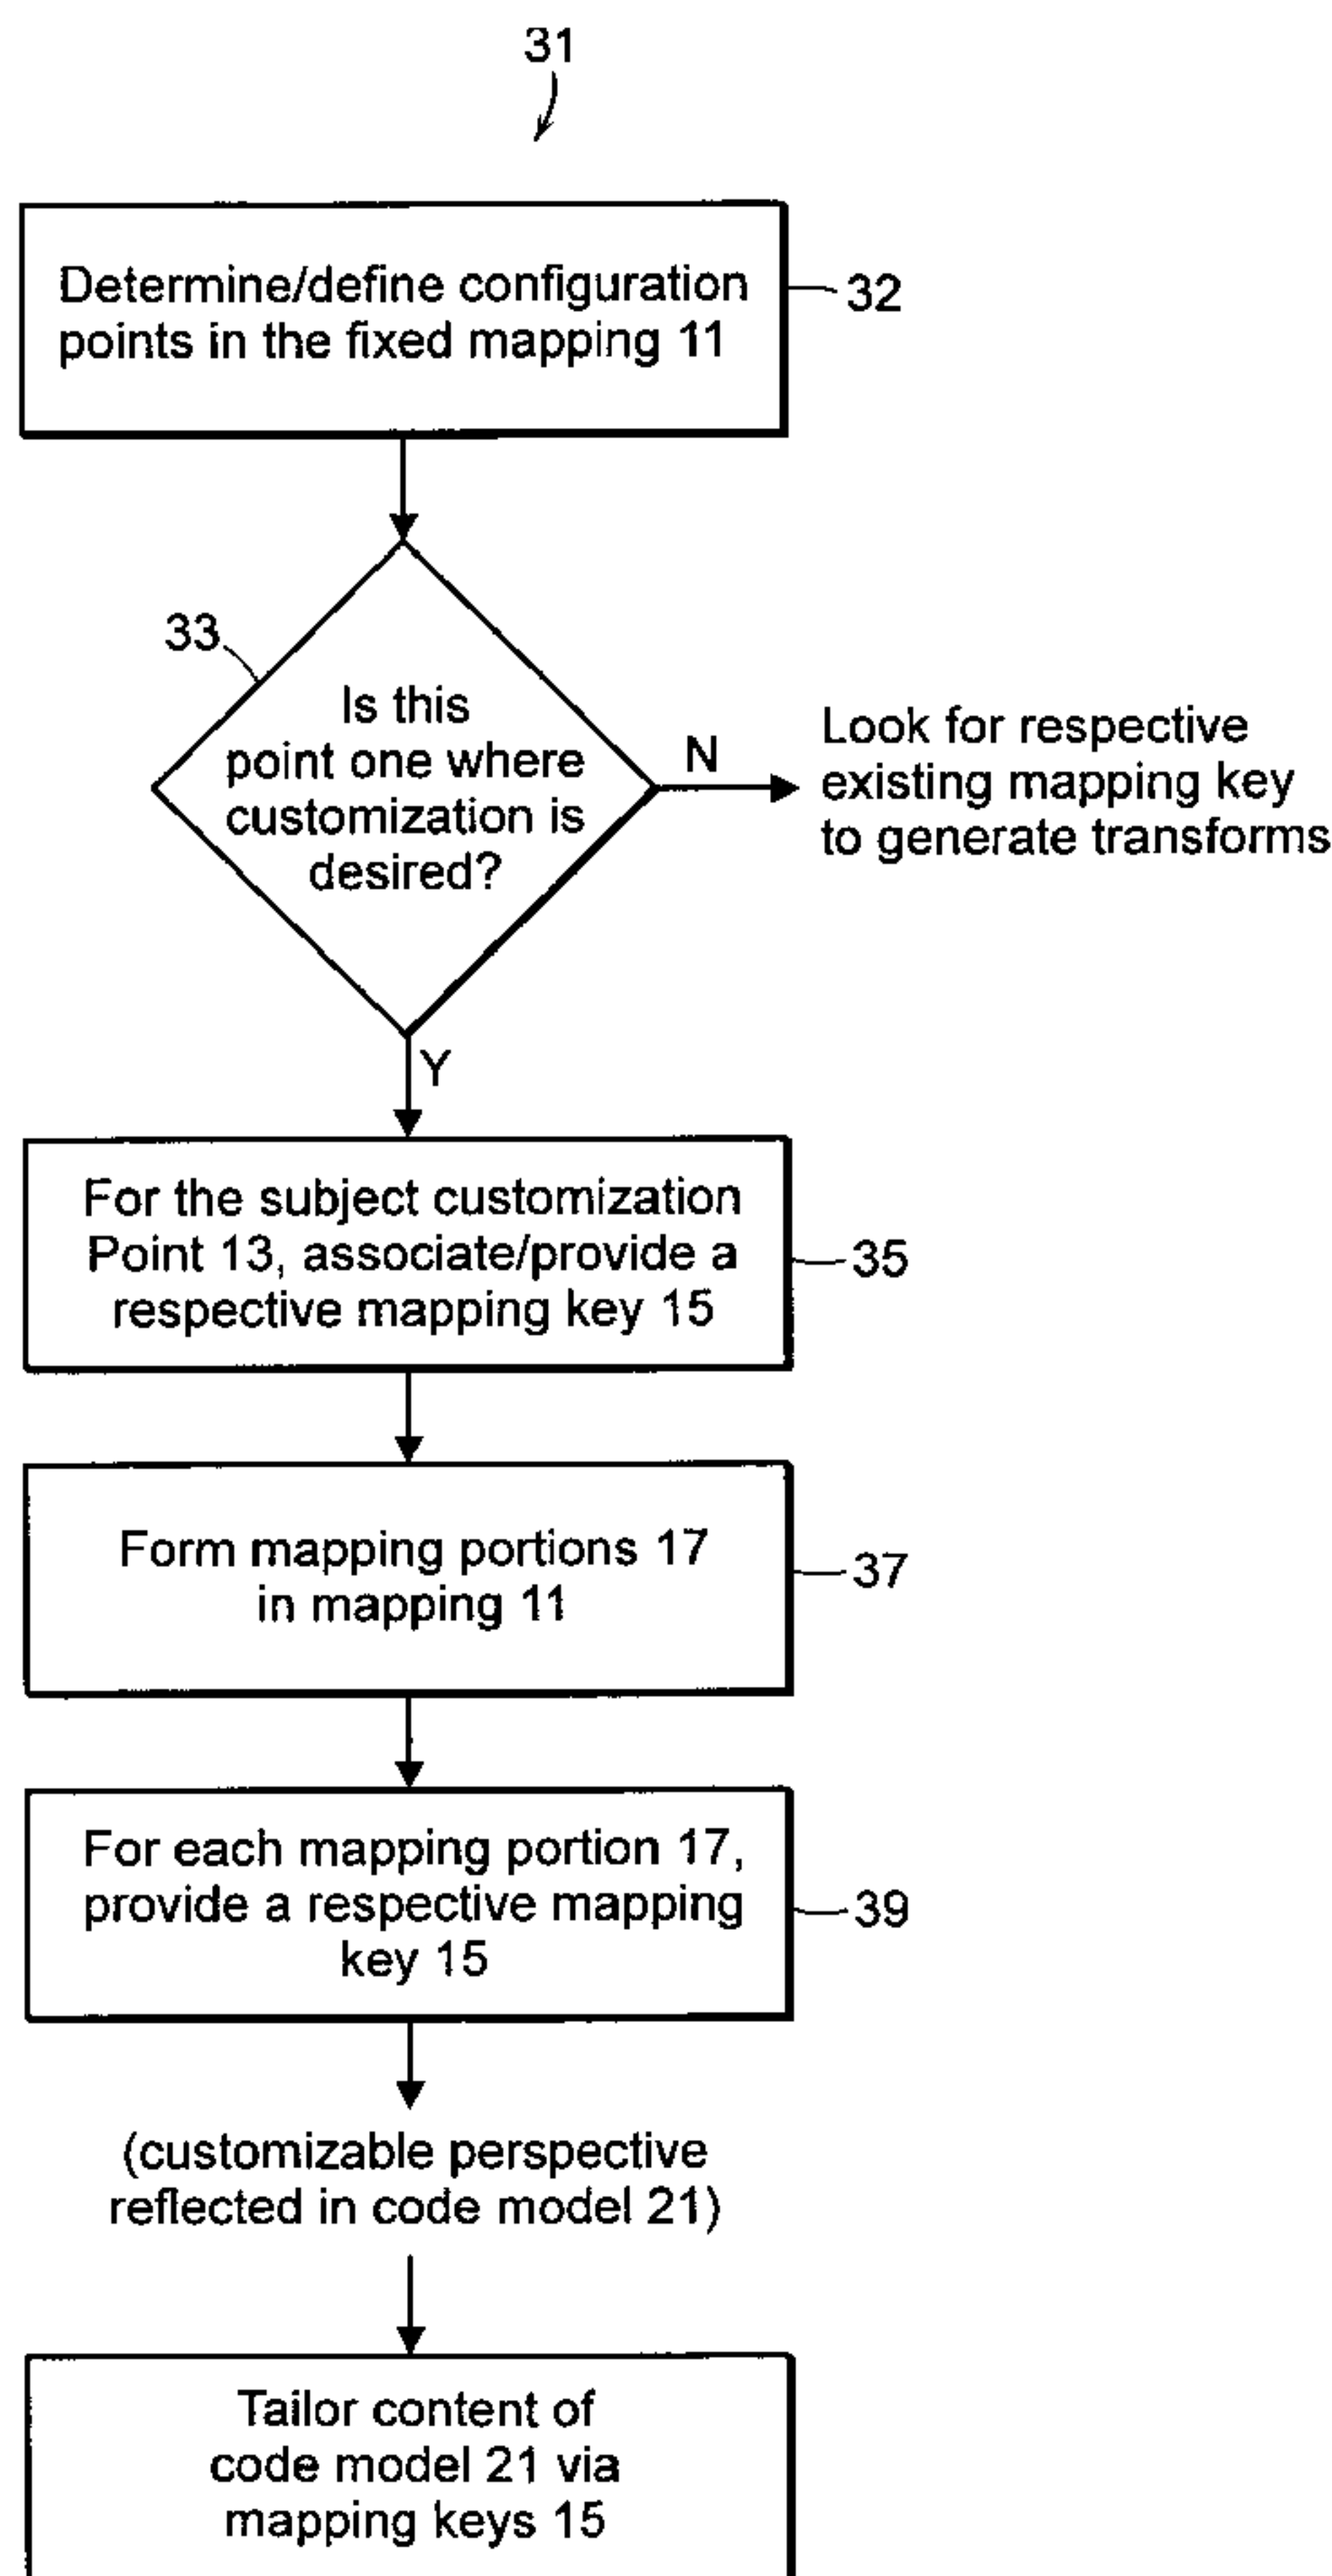 31
Determine/define configuration
points in the fixed mapping 11
32
33
Is this
point one where
customization is
desired?
N
Look for respective
existing mapping key
to generate transforms
Y
For the subject customization
Point 13, associate/provide a
respective mapping key 15
35
Form mapping portions 17
in mapping 11
37
For each mapping portion 17,
provide a respective mapping
key 15
39
(customizable perspective
reflected in code model 21)
Tailor content of
code model 21 via
mapping keys 15